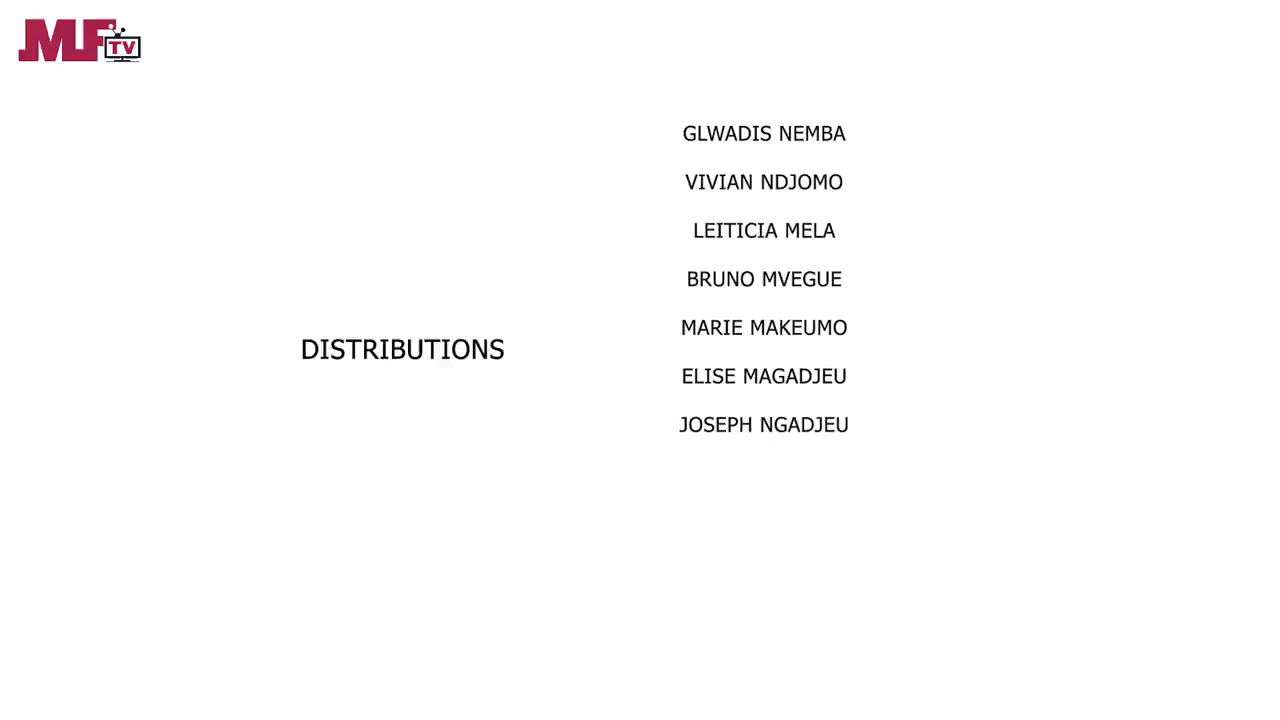 MLF TV
GLWADIS NEMBA
VIVIAN NDJOMO
LEITICIA MELA
BRUNO MVEGUE
MARIE MAKEUMO
DISTRIBUTIONS
ELISE MAGADJEU
JOSEPH NGADJEU